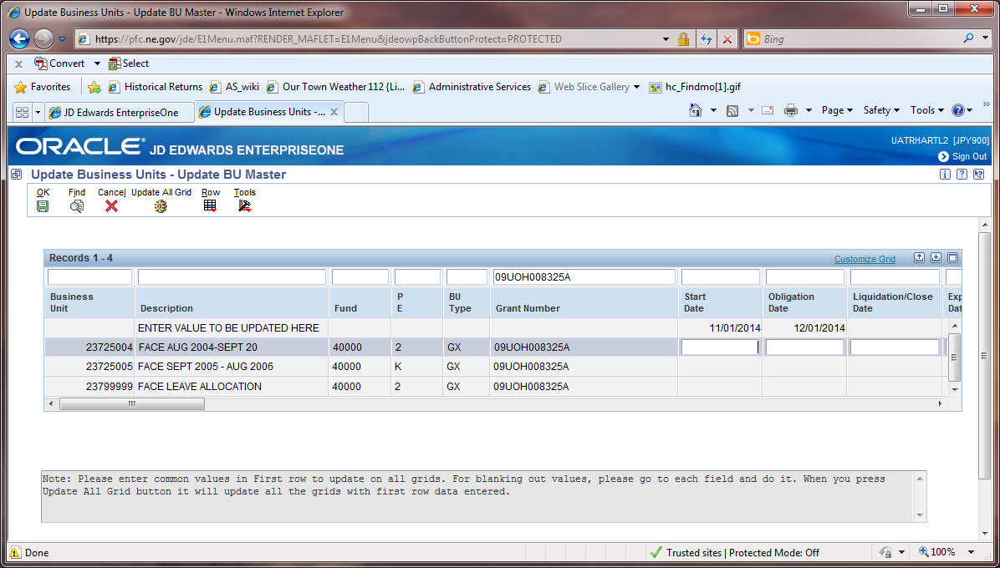 Update Business Units - Update BU Master - Windows Internet Explorer
https://pfc.ne.gov/jde/E1Menu.maf?RENDER_MAFLET=E1Menu&jdeowpBackButtonProtect=PROTECTED
Bing
x Convert Select
Favorites Historical Returns AS_wiki Our Town Weather 112 {Li... Administrative Services Web Slice Gallery hc_Findmo[1].gif
JD Edwards EnterpriseOne Update Business Units -... x Page Safety Tools
ORACLE® JD EDWARDS ENTERPRISEONE
UATRHARTL2 [JPY900]
Sign Out
Update Business Units - Update BU Master
OK Find Cancel Update All Grid Row Tools
Records 1 - 4 Customize Grid
09UOH008325A
Business Unit Description Fund P E BU Type Grant Number Start Date Obligation Date Liquidation/Close Date
ENTER VALUE TO BE UPDATED HERE 11/01/2014 12/01/2014
23725004 FACE AUG 2004-SEPT 20 40000 2 GX 09UOH008325A
23725005 FACE SEPT 2005 - AUG 2006 40000 K GX 09UOH008325A
23799999 FACE LEAVE ALLOCATION 40000 2 GX 09UOH008325A
Note: Please enter common values in First row to update on all grids. For blanking out values, please go to each field and do it. When you press
Update All Grid button it will update all the grids with first row data entered.
Done Trusted sites | Protected Mode: Off 100%